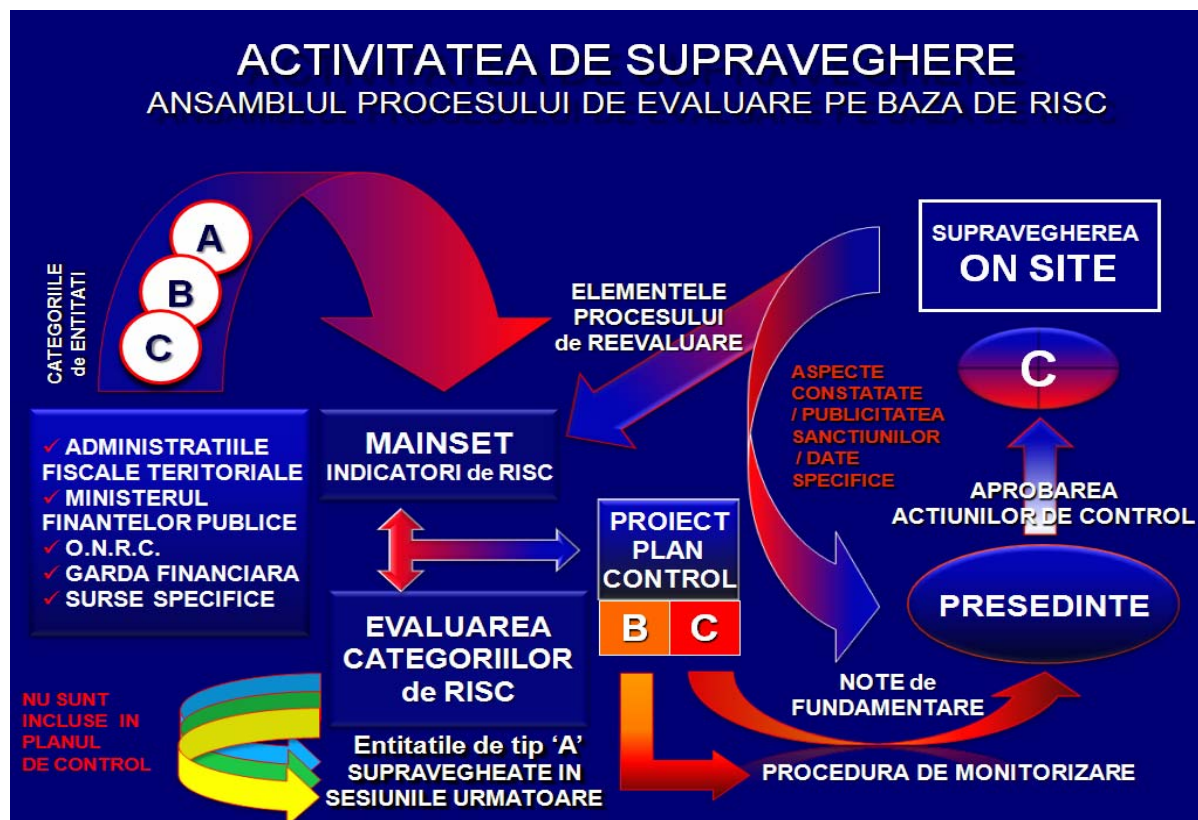 ACTIVITATEA DE SUPRAVEGHERE
ANSAMBLUL PROCESULUI DE EVALUARE PE BAZA DE RISC
CATEGORIILE
de ENTITATI
A
B
C
✓ ADMINISTRATIILE
FISCALE TERITORIALE
✓ MINISTERUL
FINANTELOR PUBLICE
✓ O.N.R.C.
✓ GARDA FINANCIARA
✓ SURSE SPECIFICE
MAINSET
INDICATORI de RISC
ELEMENTELE
PROCESULUI
de REEVALUARE
SUPRAVEGHEREA
ON SITE
C
ASPECTE
CONSTATATE
/ PUBLICITATEA
SANCTIUNILOR
/ DATE
SPECIFICE
APROBAREA
ACTIUNILOR DE CONTROL
PRESEDINTE
PROIECT
PLAN
CONTROL
B C
EVALUAREA
CATEGORIILOR
de RISC
NOTE de
FUNDAMENTARE
PROCEDURA DE MONITORIZARE
NU SUNT
INCLUSE IN
PLANUL
DE CONTROL
Entitatile de tip ‘A’
SUPRAVEGHEATE IN
SESIUNILE URMATOARE